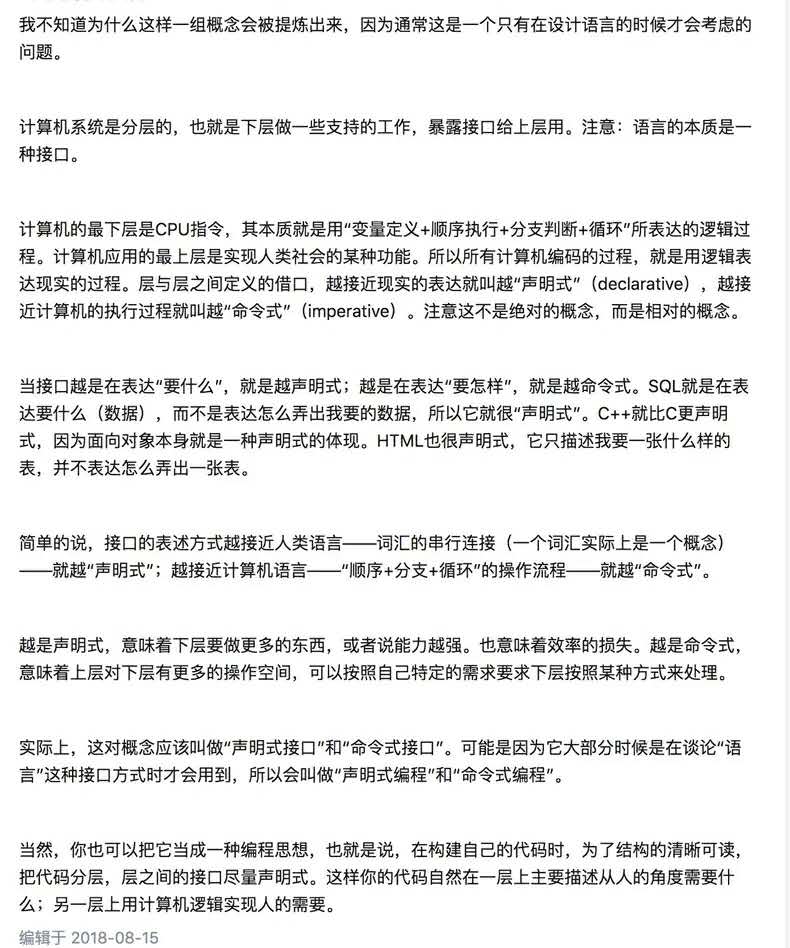 我不知道为什么这样一组概念会被提炼出来，因为通常这是一个只有在设计语言的时候才会考虑的
问题。
计算机系统是分层的，也就是下层做一些支持的工作，暴露接口给上层用。注意：语言的本质是一
种接口。
计算机的最下层是CPU指令，其本质就是用“变量定义+顺序执行+分支判断+循环”所表达的逻辑过
程。计算机应用的最上层是实现人类社会的某种功能。所以所有计算机编码的过程，就是用逻辑表
达现实的过程。层与层之间定义的借口，越接近现实的表达就叫越“声明式”（declarative），越接
近计算机的执行过程就叫越“命令式”（imperative）。注意这不是绝对的概念，而是相对的概念。
当接口越是在表达“要什么”，就是越声明式；越是在表达“要怎样”，就是越命令式。SQL就是在表
达要什么（数据），而不是表达怎么弄出我要的数据，所以它就很“声明式”。C++就比C更声明
式，因为面向对象本身就是一种声明式的体现。HTML也很声明式，它只描述我要一张什么样的
表，并不表达怎么弄出一张表。
简单的说，接口的表述方式越接近人类语言——词汇的串行连接（一个词汇实际上是一个概念）
——就越“声明式”；越接近计算机语言——“顺序+分支+循环”的操作流程——就越“命令式”。
越是声明式，意味着下层要做更多的东西，或者说能力越强。也意味着效率的损失。越是命令式，
意味着上层对下层有更多的操作空间，可以按照自己特定的需求要求下层按照某种方式来处理。
实际上，这对概念应该叫做“声明式接口”和“命令式接口”。可能是因为它大部分时候是在谈论“语
言”这种接口方式时才会用到，所以会叫做“声明式编程”和“命令式编程”。
当然，你也可以把它当成一种编程思想，也就是说，在构建自己的代码时，为了结构的清晰可读，
把代码分层，层之间的接口尽量声明式。这样你的代码自然在一层上主要描述从人的角度需要什
么；另一层上用计算机逻辑实现人的需要。
编辑于 2018-08-15